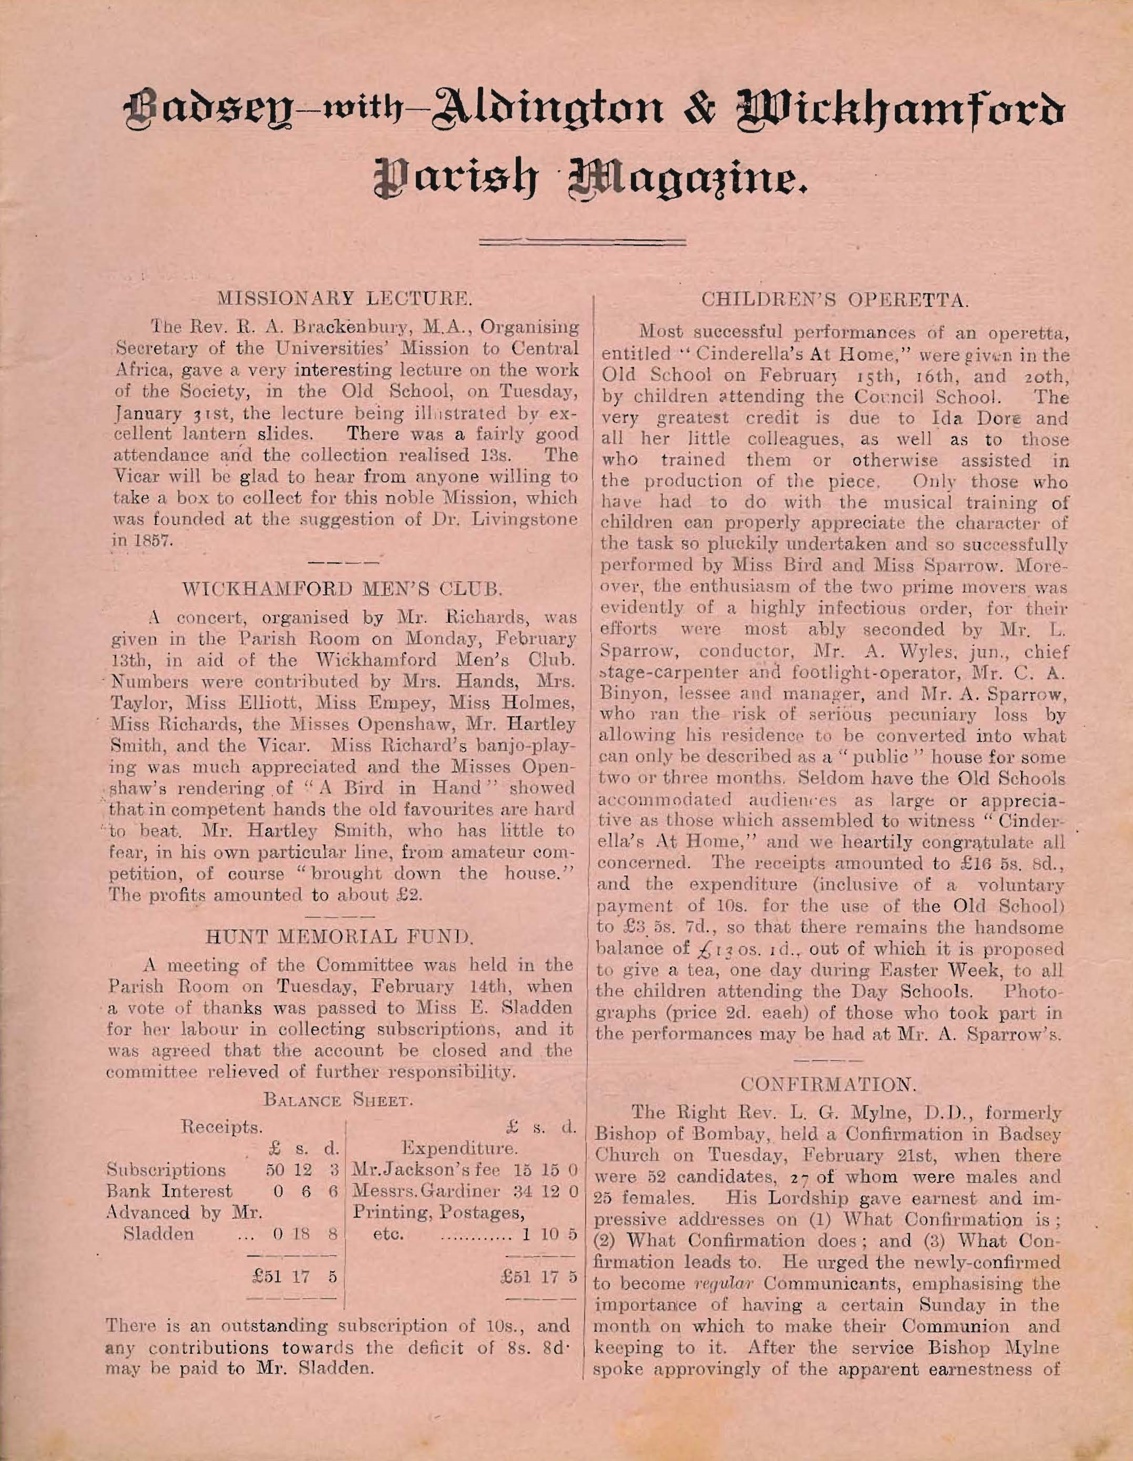 Badsey—with—Aldington & Wickhamford
Parish Magazine.
MISSIONARY LECTURE.
The Rev. R. A. Brackenbury, M.A., Organising
Secretary of the Universities' Mission to Central
Africa, gave a very interesting lecture on the work
of the Society, in the Old School, on Tuesday,
January 31st, the lecture being illustrated by ex-
cellent lantern slides. There was a fairly good
attendance and the collection realised 13s. The
Vicar will be glad to hear from anyone willing to
take a box to collect for this noble Mission, which
was founded at the suggestion of Dr. Livingstone
in 1857.
WICKHAMFORD MEN'S CLUB.
A concert, organised by Mr. Richards, was
given in the Parish Room on Monday, February
13th, in aid of the Wickhamford Men's Club.
Numbers were contributed by Mrs. Hands, Mrs.
Taylor, Miss Elliott, Miss Empey, Miss Holmes,
Miss Richards, the Misses Openshaw, Mr. Hartley
Smith, and the Vicar. Miss Richard's banjo-play-
ing was much appreciated and the Misses Open-
shaw's rendering of "A Bird in Hand" showed
that in competent hands the old favourites are hard
to beat. Mr. Hartley Smith, who has little to
fear, in his own particular line, from amateur com-
petition, of course "brought down the house."
The profits amounted to about £2.
HUNT MEMORIAL FUND.
A meeting of the Committee was held in the
Parish Room on Tuesday, February 14th, when
a vote of thanks was passed to Miss E. Sladden
for her labour in collecting subscriptions, and it
was agreed that the account be closed and the
committee relieved of further responsibility.
BALANCE SHEET.
Receipts. £ s. d.
£ s. d. Expenditure.
Subscriptions 50 12 3 Mr. Jackson's fee 15 15 0
Bank Interest 0 6 6 Messrs. Gardiner 34 12 0
Advanced by Mr. Printing, Postages,
Sladden ... 0 18 8 etc. ............ 1 10 5
£51 17 5 £51 17 5
There is an outstanding subscription of 10s., and
any contributions towards the deficit of 8s. 8d.
may be paid to Mr. Sladden.
CHILDREN'S OPERETTA.
Most successful performances of an operetta,
entitled "Cinderella's At Home," were given in the
Old School on February 15th, 16th, and 20th,
by children attending the Council School. The
very greatest credit is due to Ida Dore and
all her little colleagues, as well as to those
who trained them or otherwise assisted in
the production of the piece. Only those who
have had to do with the musical training of
children can properly appreciate the character of
the task so pluckily undertaken and so successfully
performed by Miss Bird and Miss Sparrow. More-
over, the enthusiasm of the two prime movers was
evidently of a highly infectious order, for their
efforts were most ably seconded by Mr. L.
Sparrow, conductor, Mr. A. Wyles, jun., chief
stage-carpenter and footlight-operator, Mr. C. A.
Binyon, lessee and manager, and Mr. A. Sparrow,
who ran the risk of serious pecuniary loss by
allowing his residence to be converted into what
can only be described as a "public" house for some
two or three months. Seldom have the Old Schools
accommodated audiences as large or apprecia-
tive as those which assembled to witness "Cinder-
ella's At Home," and we heartily congratulate all
concerned. The receipts amounted to £16 5s. 8d.,
and the expenditure (inclusive of a voluntary
payment of 10s. for the use of the Old School)
to £3 5s. 7d., so that there remains the handsome
balance of £13 0s. 1d., out of which it is proposed
to give a tea, one day during Easter Week, to all
the children attending the Day Schools. Photo-
graphs (price 2d. each) of those who took part in
the performances may be had at Mr. A. Sparrow's.
CONFIRMATION.
The Right Rev. L. G. Mylne, D.D., formerly
Bishop of Bombay, held a Confirmation in Badsey
Church on Tuesday, February 21st, when there
were 52 candidates, 27 of whom were males and
25 females. His Lordship gave earnest and im-
pressive addresses on (1) What Confirmation is;
(2) What Confirmation does; and (3) What Con-
firmation leads to. He urged the newly-confirmed
to become regular Communicants, emphasising the
importance of having a certain Sunday in the
month on which to make their Communion and
keeping to it. After the service Bishop Mylne
spoke approvingly of the apparent earnestness of